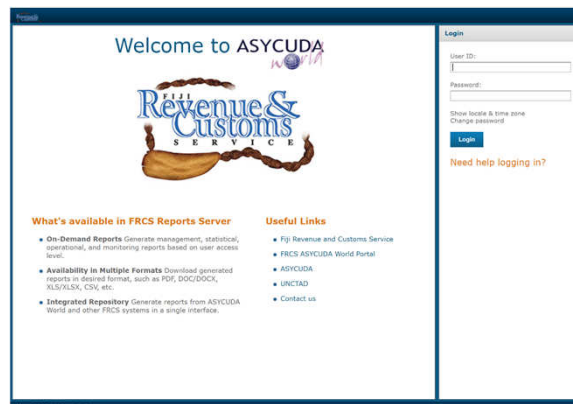 Welcome to ASYCUDA
World
FIJI
Revenue &
Customs
SERVICE
What's available in FRCS Reports Server
On-Demand Reports Generate management, statistical,
operational, and monitoring reports based on user access
level.
Availability in Multiple Formats Download generated
reports in desired format, such as PDF, DOC/DOCX,
XLS/XLSX, CSV, etc.
Integrated Repository Generate reports from ASYCUDA
World and other FRCS systems in a single interface.
Useful Links
Fiji Revenue and Customs Service
FRCS ASYCUDA World Portal
ASYCUDA
UNCTAD
Contact us
Login
User ID:
Password:
Show locale & time zone
Change password
Login
Need help logging in?